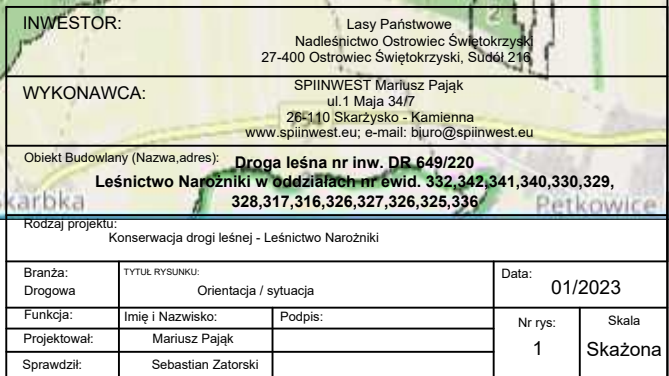 INWESTOR:
Lasy Państwowe
Nadleśnictwo Ostrowiec Świętokrzyski
27-400 Ostrowiec Świętokrzyski, Sudół 216
2
WYKONAWCA:
SPIINWEST Mariusz Pająk
ul.1 Maja 34/7
26-110 Skarżysko - Kamienna
www.spiinwest.eu; e-mail: biuro@spiinwest.eu
Obiekt Budowlany (Nazwa,adres): Droga leśna nr inw. DR 649/220
Leśnictwo Narożniki w oddziałach nr ewid. 332,342,341,340,330,329,
328,317,316,326,327,326,325,336
karbka
Petkowice
Rodzaj projektu:
Konserwacja drogi leśnej - Leśnictwo Narożniki
Branża:
Drogowa
TYTUŁ RYSUNKU:
Orientacja / sytuacja
Data:
01/2023
Funkcja:
Imię i Nazwisko:
Podpis:
Nr rys:
1
Skala
Skażona
Projektował:
Mariusz Pająk
Sprawdził:
Sebastian Zatorski